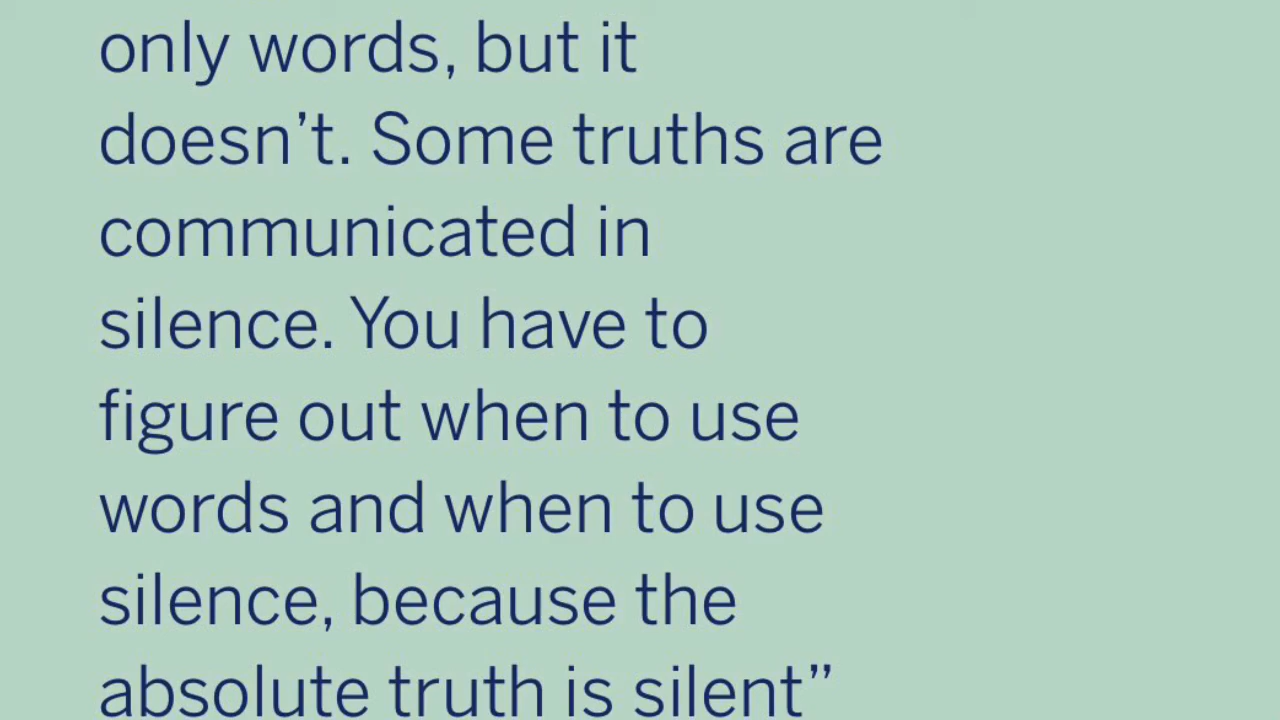 only words, but it
doesn’t. Some truths are
communicated in
silence. You have to
figure out when to use
words and when to use
silence, because the
absolute truth is silent”